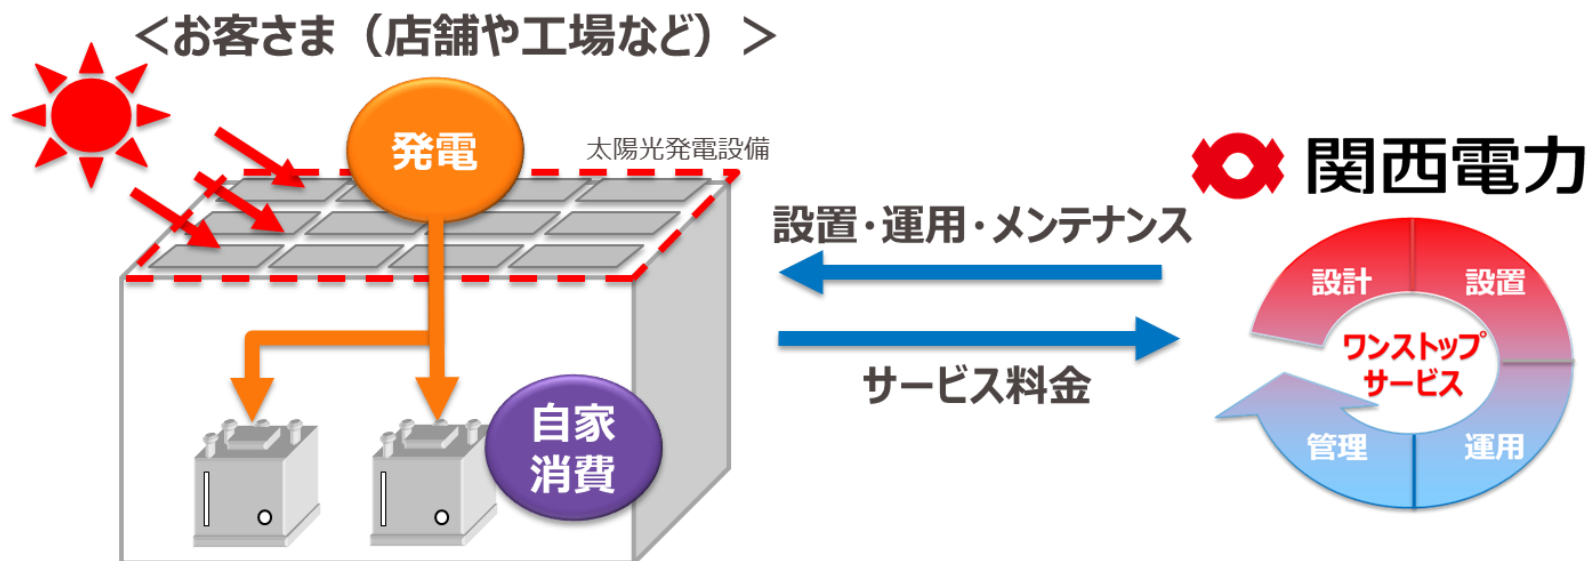 ＜お客さま（店舗や工場など）＞
発電
太陽光発電設備
自家
消費
設置・運用・メンテナンス
サービス料金
関西電力
設計
設置
ワンストップ
サービス
管理
運用